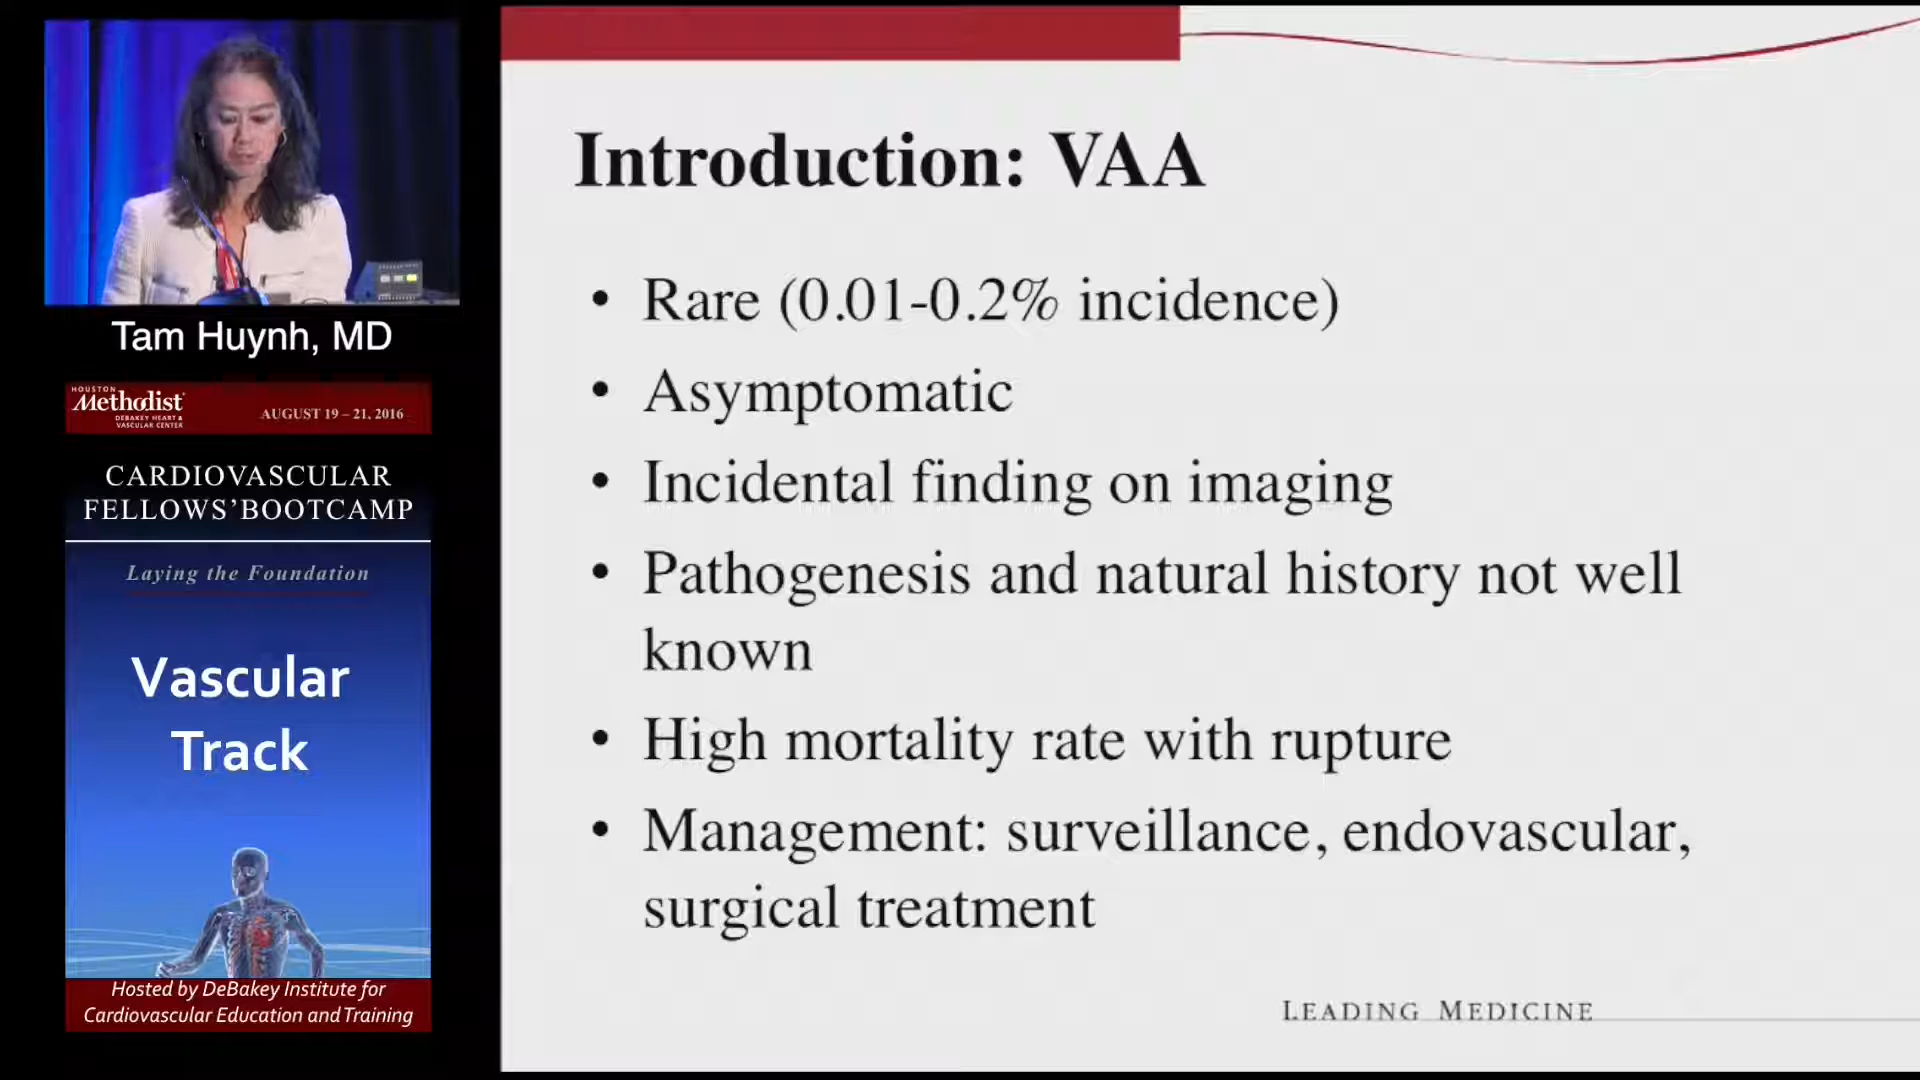 Tam Huynh, MD
HOUSTON
Methodist
DEBAKEY HEART &
VASCULAR CENTER
AUGUST 19 – 21, 2016
CARDIOVASCULAR
FELLOWS'BOOTCAMP
Laying the Foundation
Vascular
Track
Hosted by DeBakey Institute for
Cardiovascular Education and Training
Introduction: VAA
• Rare (0.01-0.2% incidence)
• Asymptomatic
• Incidental finding on imaging
• Pathogenesis and natural history not well
known
• High mortality rate with rupture
• Management: surveillance, endovascular,
surgical treatment
LEADING MEDICINE